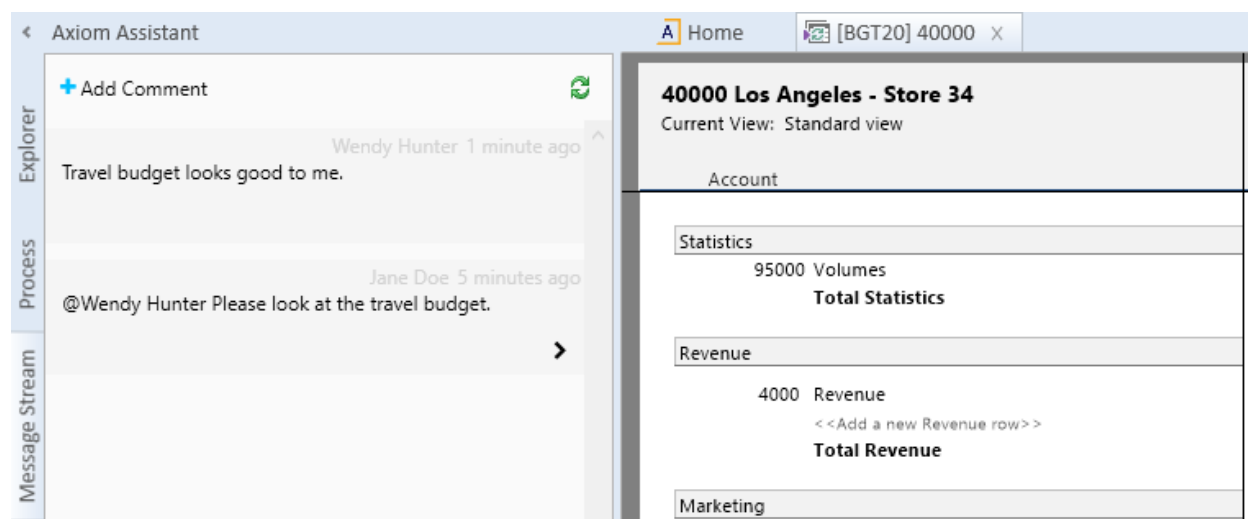 Axiom Assistant
Add Comment
Wendy Hunter 1 minute ago
Travel budget looks good to me.
Jane Doe 5 minutes ago
@Wendy Hunter Please look at the travel budget.
Explorer
Process
Message Stream
A Home
[BGT20] 40000 X
40000 Los Angeles - Store 34
Current View: Standard view
Account
Statistics
95000 Volumes
Total Statistics
Revenue
4000 Revenue
<<Add a new Revenue row>>
Total Revenue
Marketing